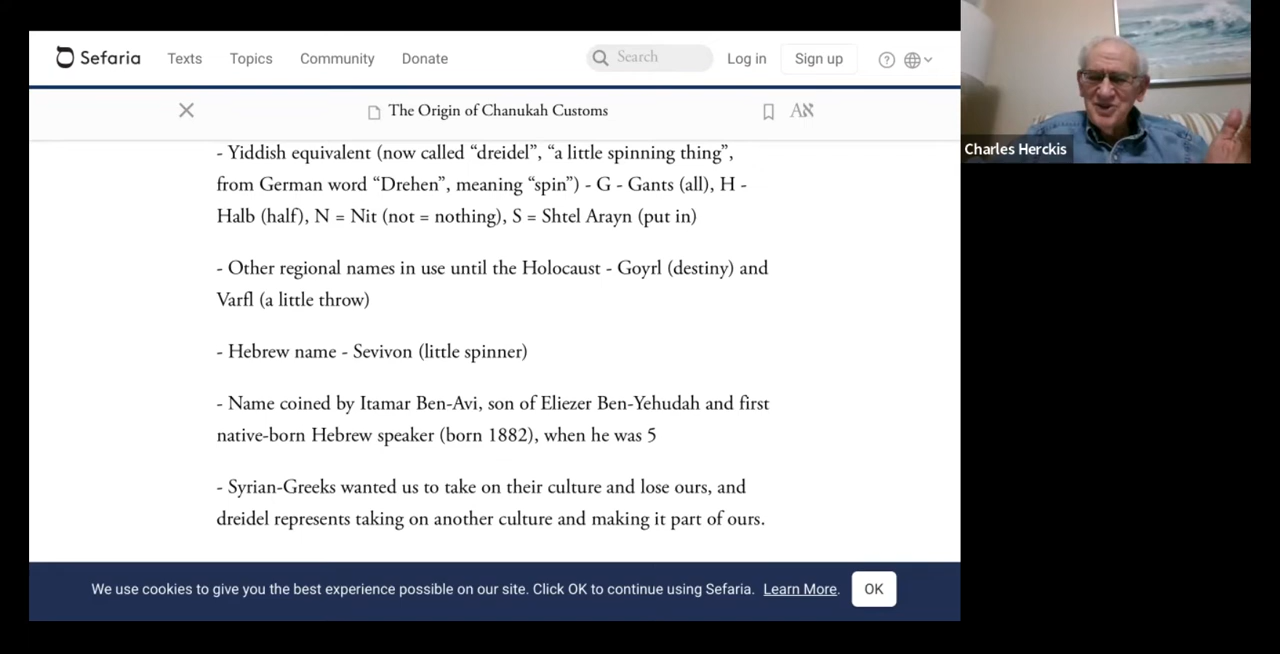 Sefaria Texts Topics Community Donate Search Log in Sign up
The Origin of Chanukah Customs Aא
- Yiddish equivalent (now called “dreidel”, “a little spinning thing”,
from German word “Drehen”, meaning “spin”) - G - Gants (all), H -
Halb (half), N = Nit (not = nothing), S = Shtel Arayn (put in)
- Other regional names in use until the Holocaust - Goyrl (destiny) and
Varfl (a little throw)
- Hebrew name - Sevivon (little spinner)
- Name coined by Itamar Ben-Avi, son of Eliezer Ben-Yehudah and first
native-born Hebrew speaker (born 1882), when he was 5
- Syrian-Greeks wanted us to take on their culture and lose ours, and
dreidel represents taking on another culture and making it part of ours.
We use cookies to give you the best experience possible on our site. Click OK to continue using Sefaria. Learn More. OK
Charles Herckis